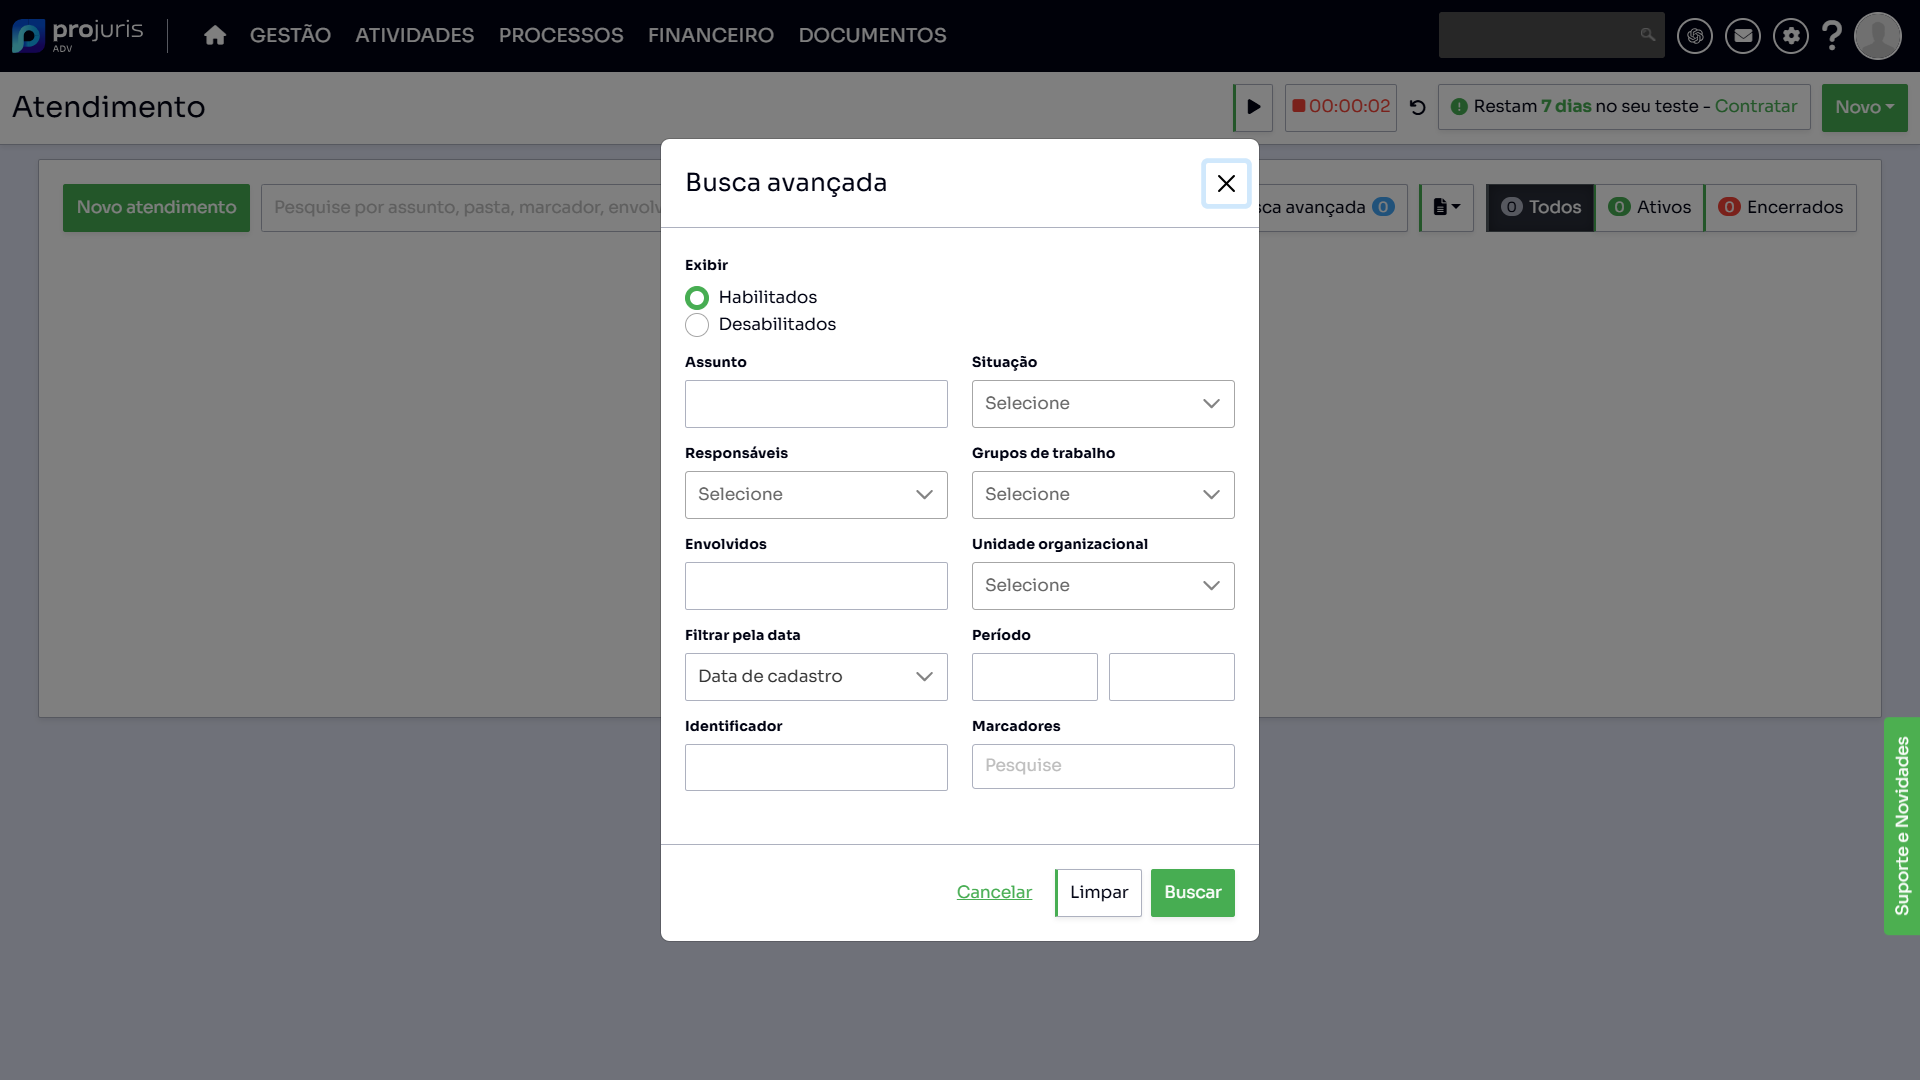 projuris
ADV
GESTÃO ATIVIDADES PROCESSOS FINANCEIRO DOCUMENTOS
Atendimento
00:00:02
Restam 7 dias no seu teste - Contratar
Novo
Novo atendimento
Pesquise por assunto, pasta, marcador,
avançada 0
0 Todos
0 Ativos
0 Encerrados
Busca avançada
Exibir
Habilitados
Desabilitados
Assunto
Situação
Selecione
Responsáveis
Grupos de trabalho
Selecione
Selecione
Envolvidos
Unidade organizacional
Selecione
Filtrar pela data
Período
Data de cadastro
Identificador
Marcadores
Pesquise
Cancelar
Limpar
Buscar
Suporte e Novidades